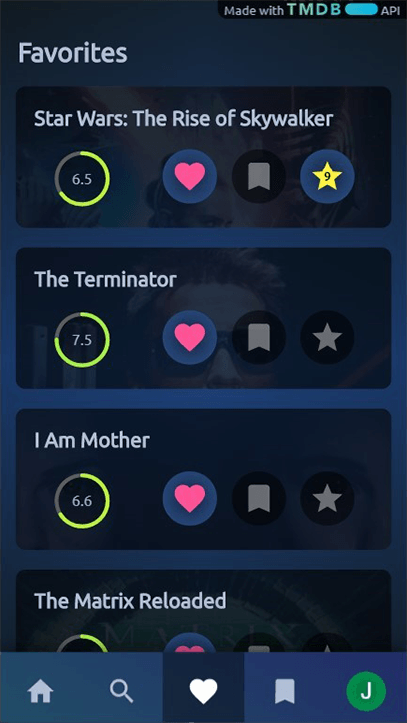 Made with TMDB API
Favorites
Star Wars: The Rise of Skywalker
6.5
9
The Terminator
7.5
I Am Mother
6.6
The Matrix Reloaded
MATRIX
J